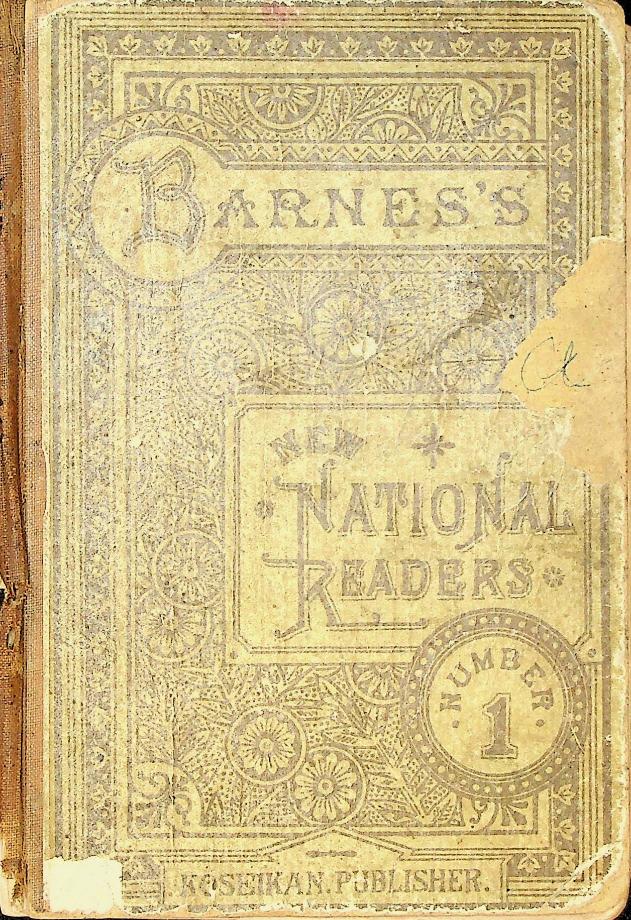 BARNES'S
NEW
NATIONAL
READERS
NUMBER
1
KOSEIKAN. PUBLISHER.